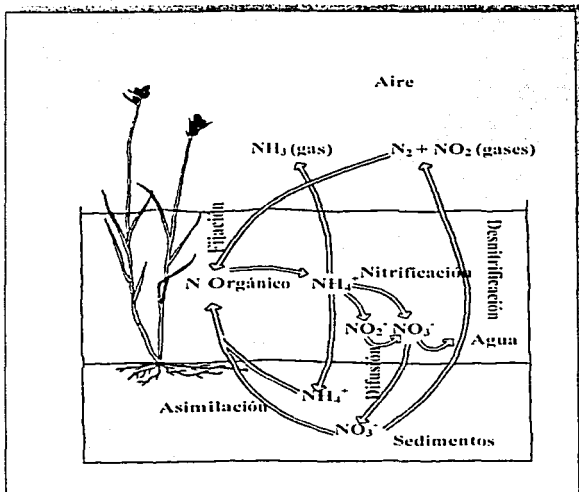 Aire
NH₃ (gas)
N₂ + NO₂ (gases)
Fijación
Desnitrificación
N Orgánico
NH₄⁺
Nitrificación
NO₂⁻
NO₃⁻
Agua
Difusión
NH₄⁺
Asimilación
NO₃⁻
Sedimentos